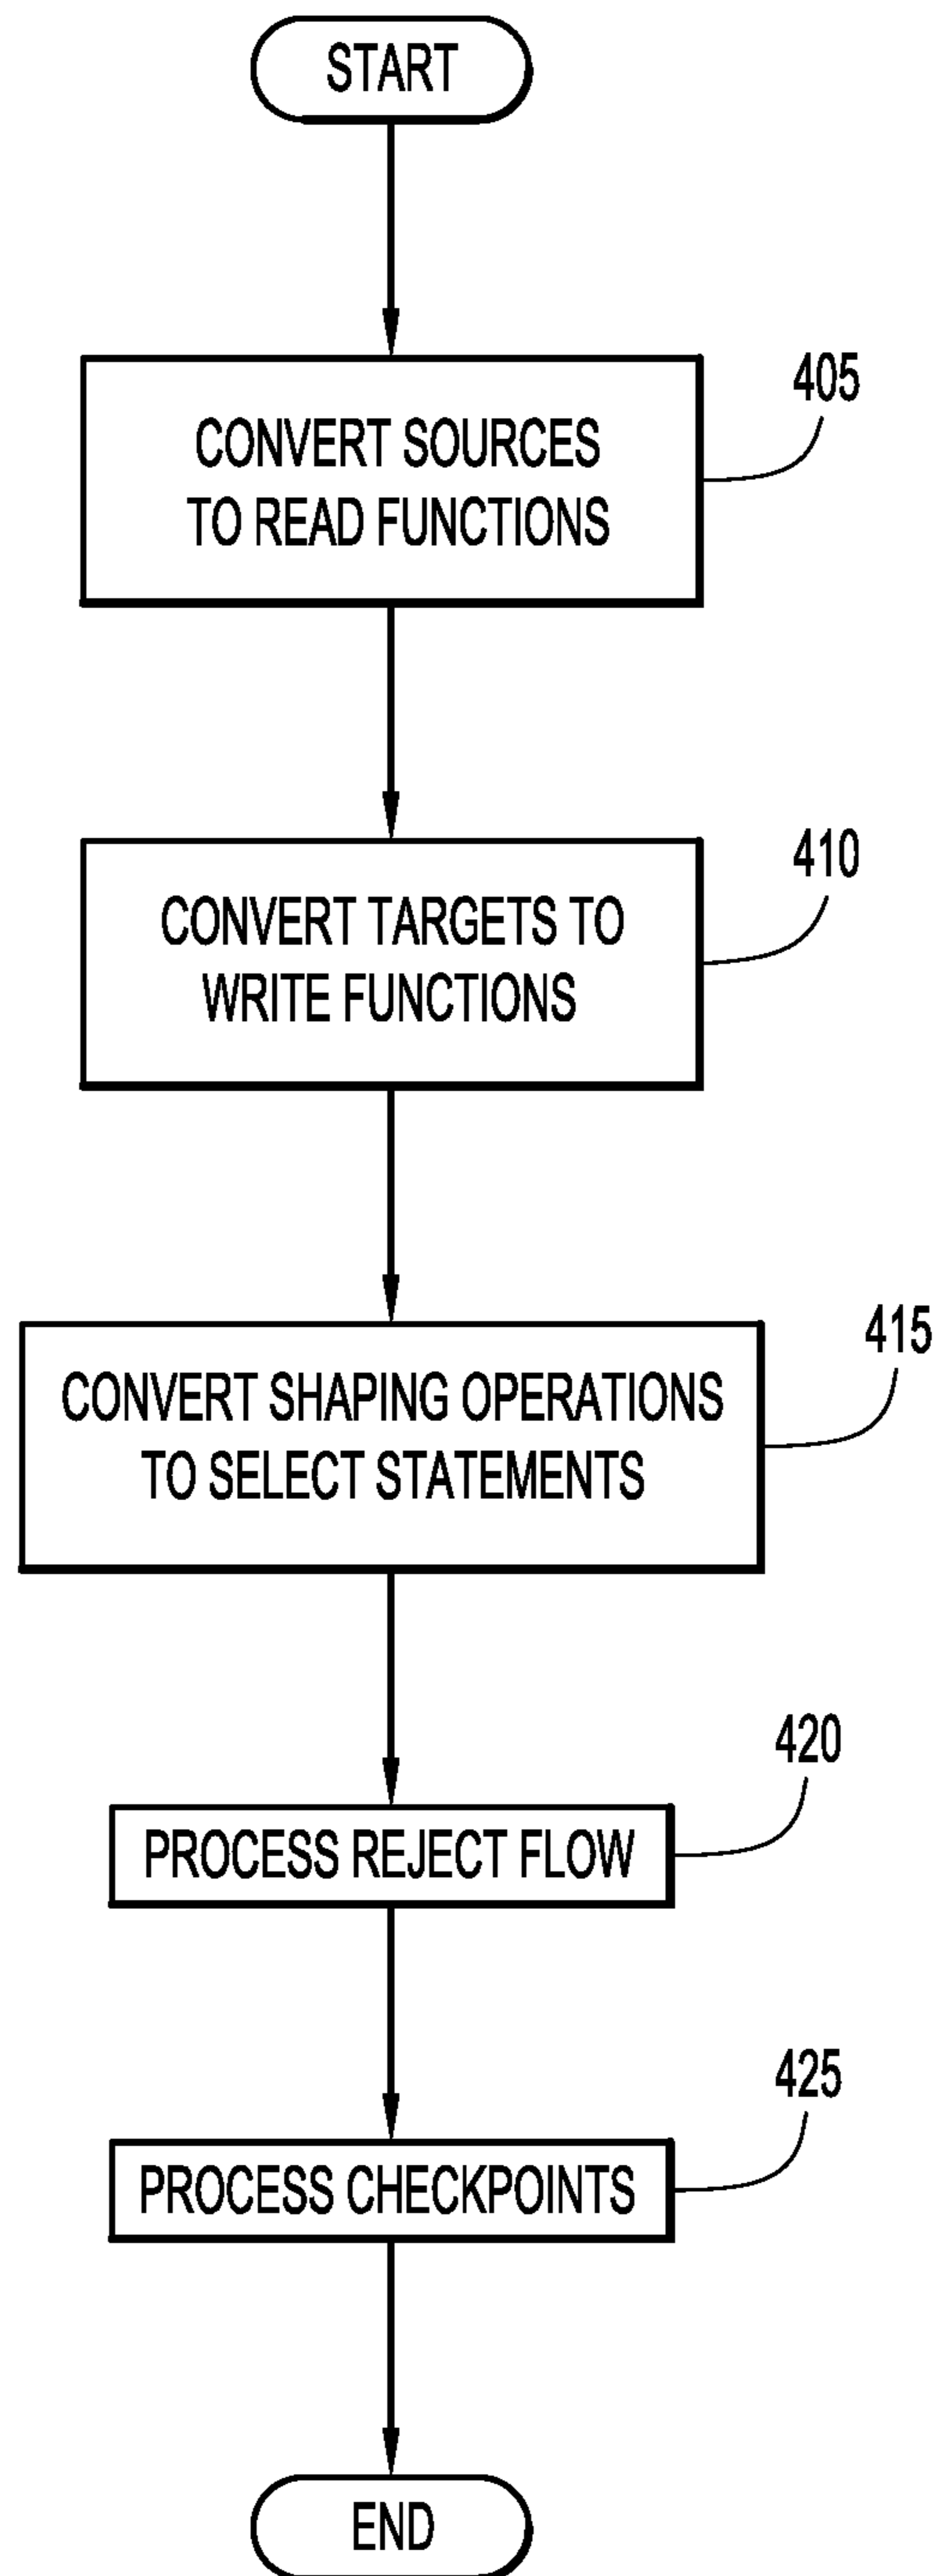 START
405
CONVERT SOURCES
TO READ FUNCTIONS
410
CONVERT TARGETS TO
WRITE FUNCTIONS
415
CONVERT SHAPING OPERATIONS
TO SELECT STATEMENTS
420
PROCESS REJECT FLOW
425
PROCESS CHECKPOINTS
END